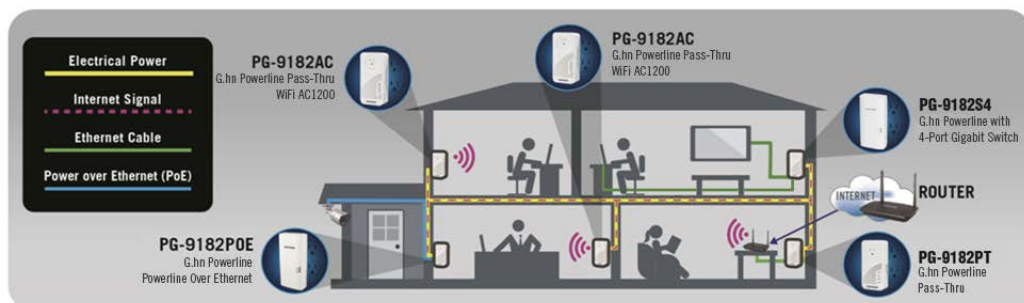 Electrical Power
Internet Signal
Ethernet Cable
Power over Ethernet (PoE)
PG-9182AC
G.hn Powerline Pass-Thru
WiFi AC1200
PG-9182AC
G.hn Powerline Pass-Thru
WiFi AC1200
PG-9182S4
G.hn Powerline with
4-Port Gigabit Switch
INTERNET
ROUTER
PG-9182POE
G.hn Powerline
Powerline Over Ethernet
PG-9182PT
G.hn Powerline
Pass-Thru